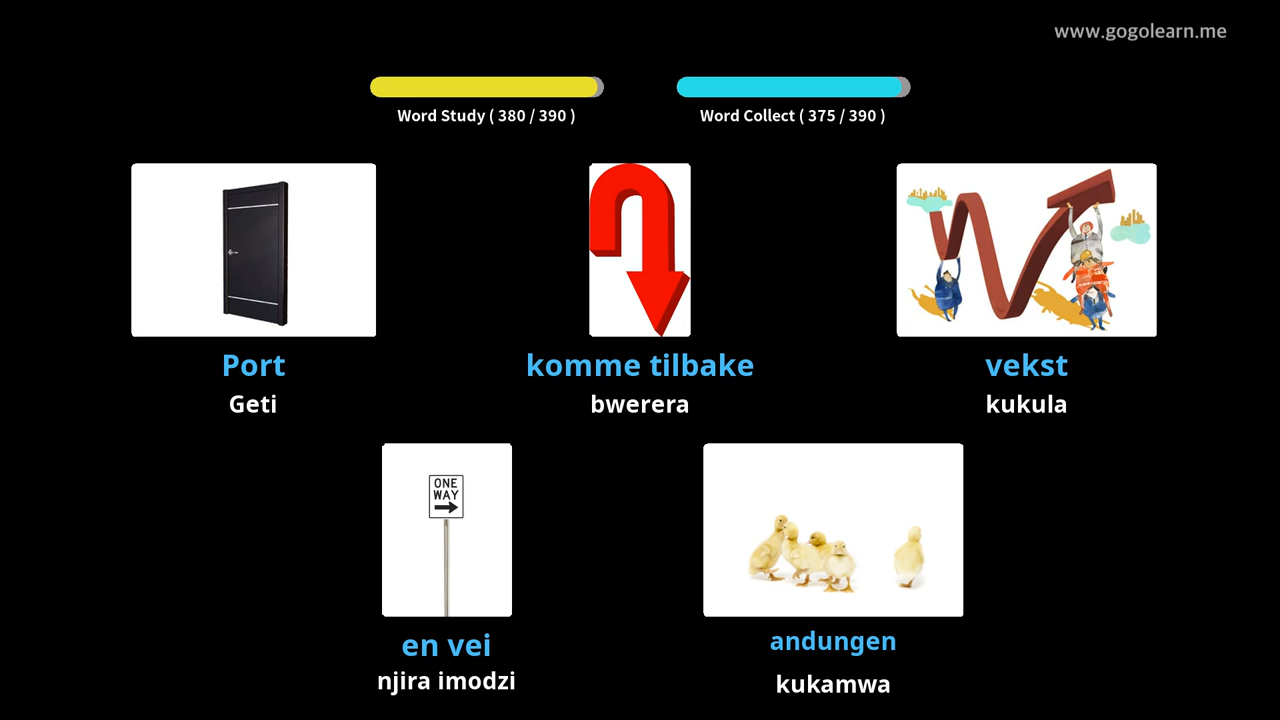 www.gogolearn.me
Word Study ( 380 / 390 )
Word Collect ( 375 / 390 )
Port
Geti
komme tilbake
bwerera
vekst
kukula
ONE
WAY
en vei
njira imodzi
andungen
kukamwa